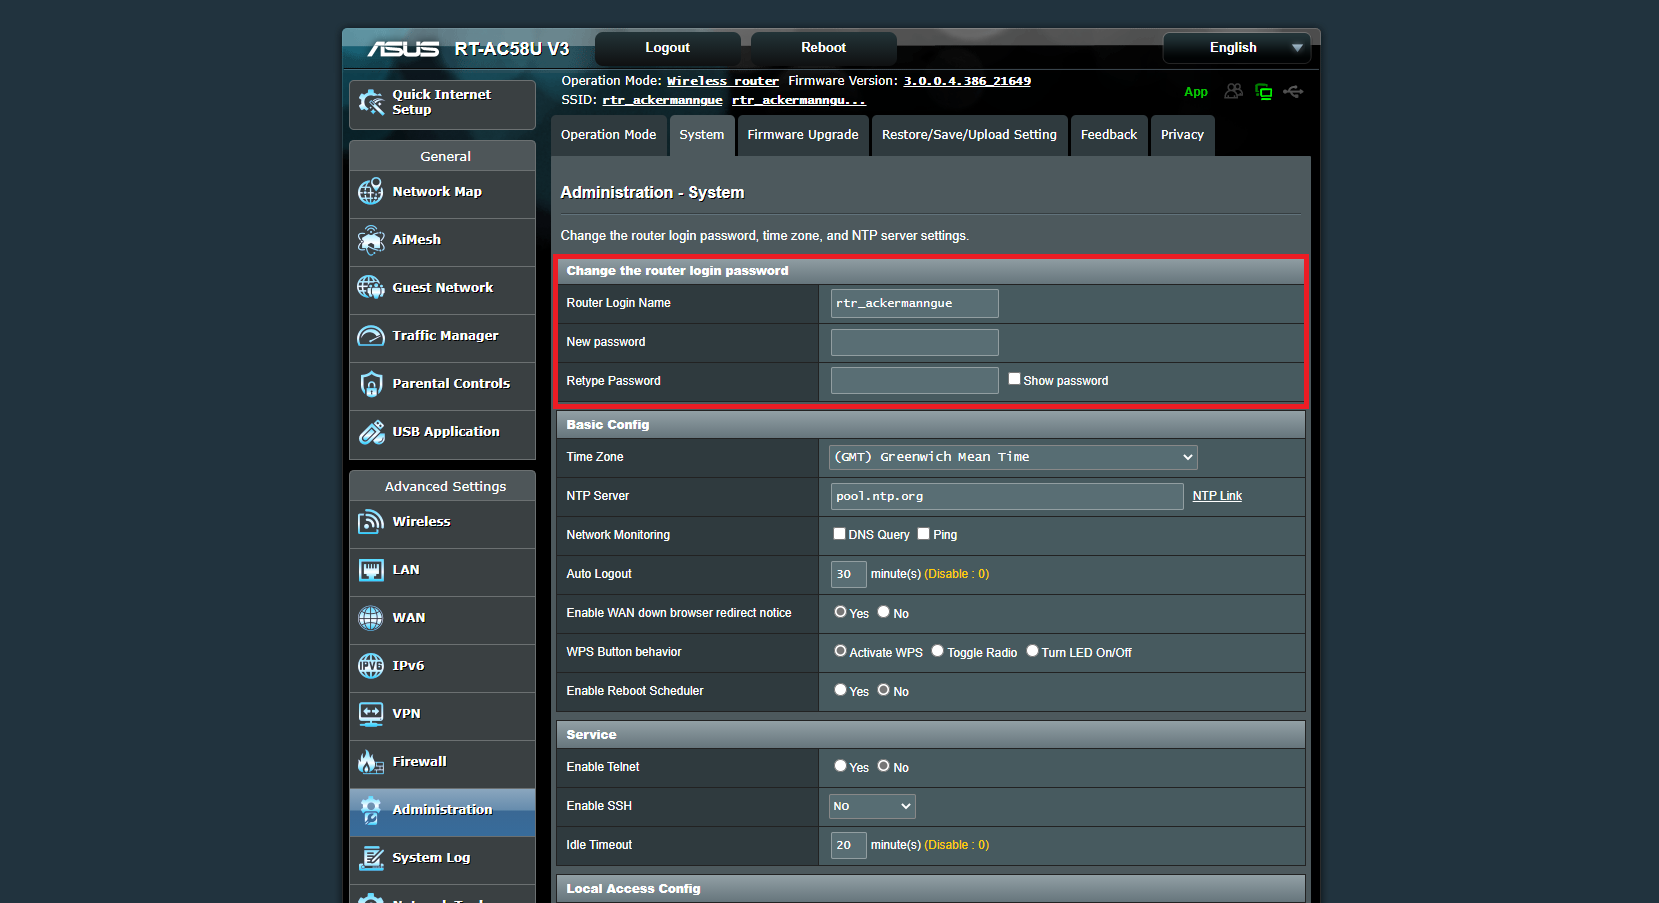 ASUS RT-AC58U V3
Logout
Reboot
English
Operation Mode: Wireless router Firmware Version: 3.0.0.4.386_21649
SSID: rtr_ackermanngue rtr_ackermanngu...
App
Quick Internet
Setup
General
Network Map
AiMesh
Guest Network
Traffic Manager
Parental Controls
USB Application
Advanced Settings
Wireless
LAN
WAN
IPv6
VPN
Firewall
Administration
System Log
Operation Mode
System
Firmware Upgrade
Restore/Save/Upload Setting
Feedback
Privacy
Administration - System
Change the router login password, time zone, and NTP server settings.
Change the router login password
Router Login Name rtr_ackermanngue
New password
Retype Password Show password
Basic Config
Time Zone (GMT) Greenwich Mean Time
NTP Server pool.ntp.org NTP Link
Network Monitoring DNS Query Ping
Auto Logout 30 minute(s) (Disable : 0)
Enable WAN down browser redirect notice Yes No
WPS Button behavior Activate WPS Toggle Radio Turn LED On/Off
Enable Reboot Scheduler Yes No
Service
Enable Telnet Yes No
Enable SSH No
Idle Timeout 20 minute(s) (Disable : 0)
Local Access Config